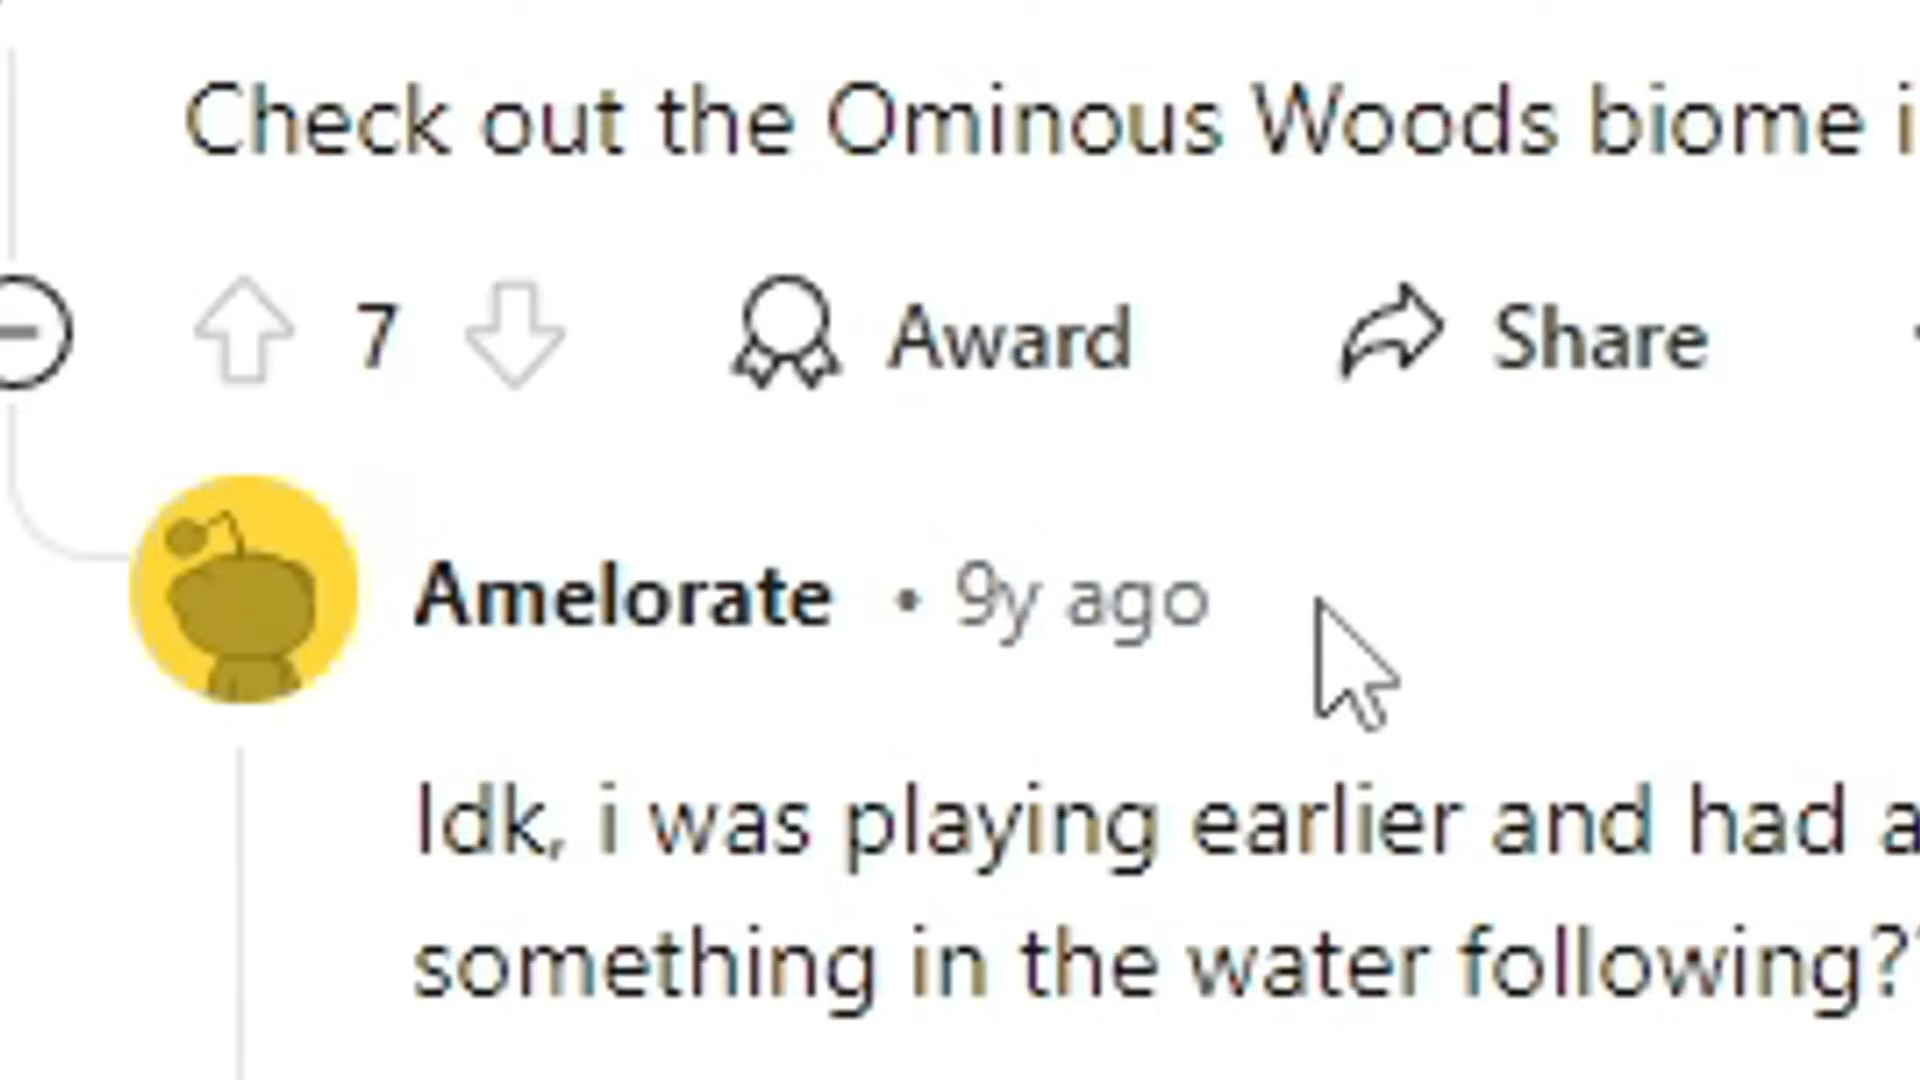 Check out the Ominous Woods biome i
7 Award Share
Amelorate • 9y ago
Idk, i was playing earlier and had a
something in the water following?